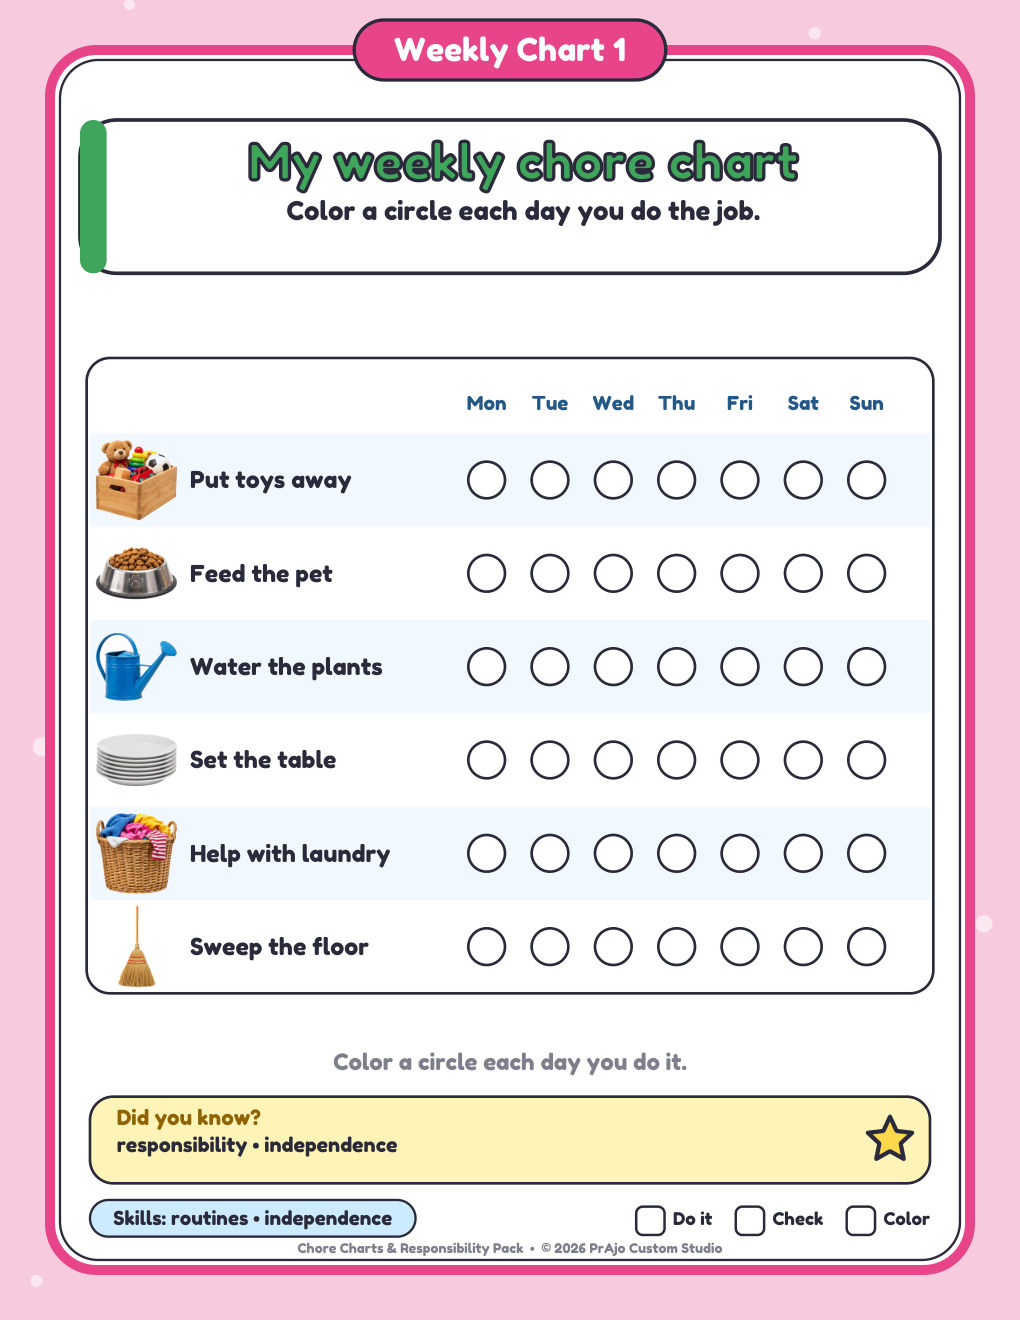 Weekly Chart 1
My weekly chore chart
Color a circle each day you do the job.
Mon Tue Wed Thu Fri Sat Sun
Put toys away
Feed the pet
Water the plants
Set the table
Help with laundry
Sweep the floor
Color a circle each day you do it.
Did you know?
responsibility • independence
Skills: routines • independence
Do it Check Color
Chore Charts & Responsibility Pack • © 2026 PrAjo Custom Studio